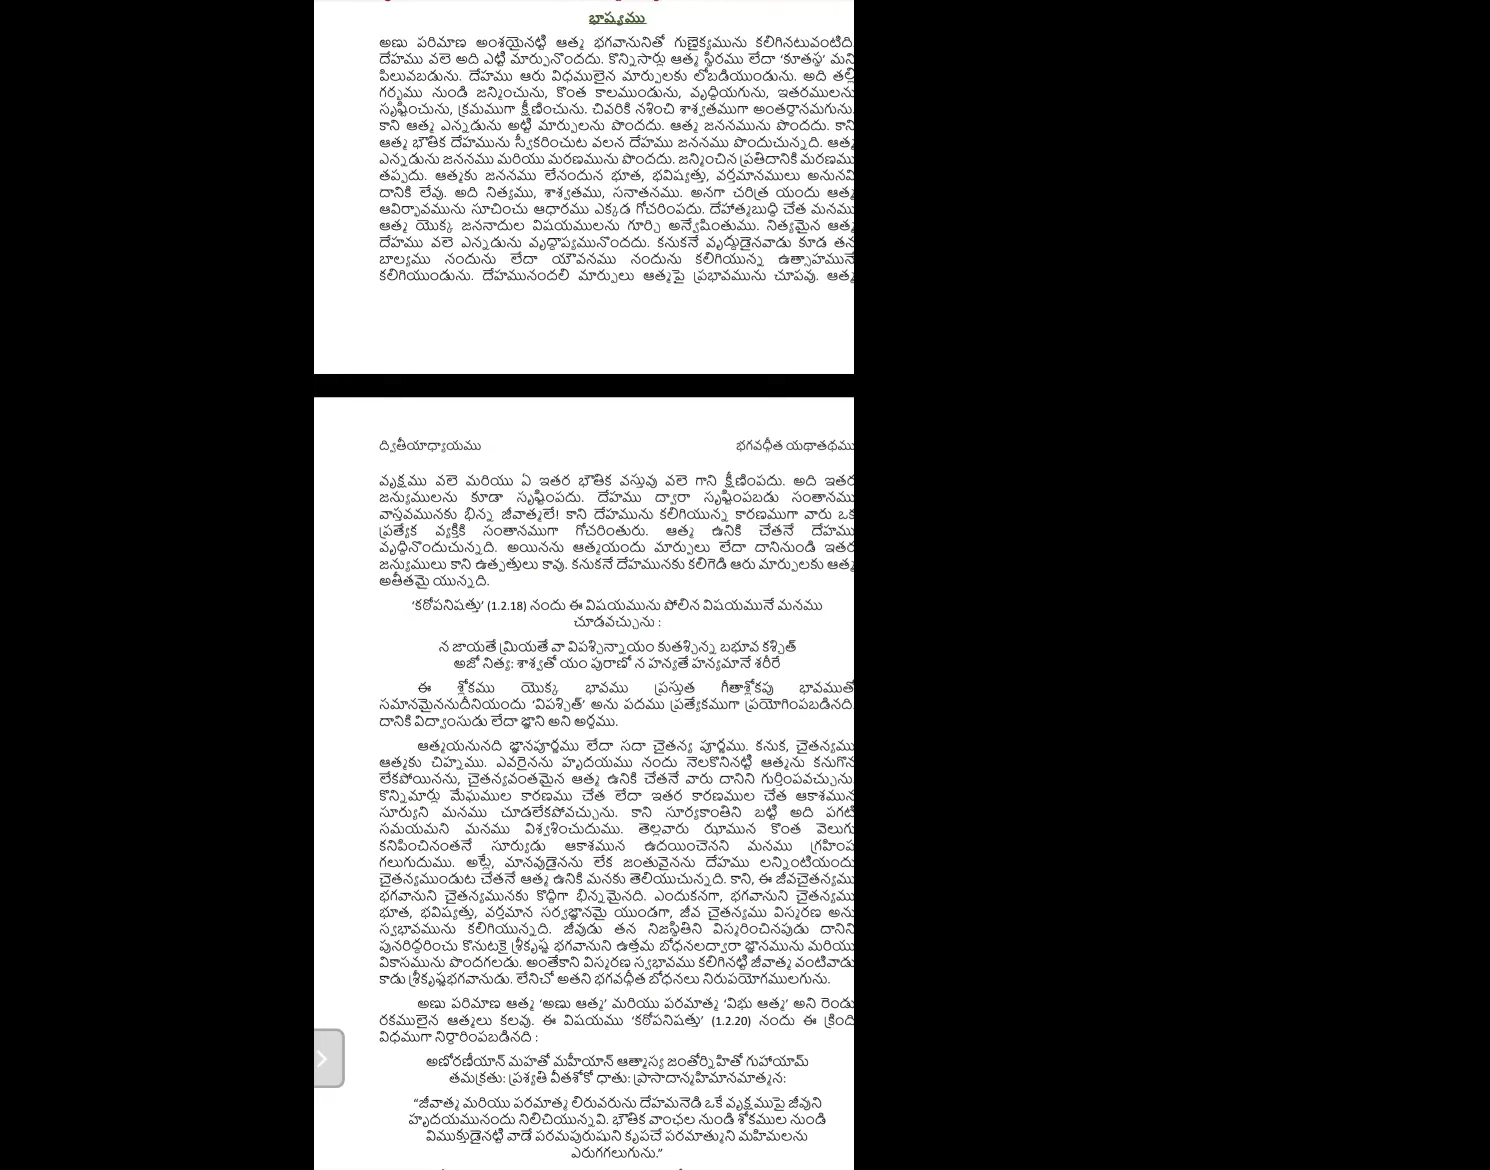 భాష్యము
అణు పరిమాణ అంశయైనట్టి ఆత్మ భగవానునితో గుణైక్యమును కలిగినటువంటిది.
దేహము వలె అది ఎట్టి మార్పునొందదు. కొన్నిసార్లు ఆత్మ స్థిరము లేదా ‘కూతస్థ’ మని
పిలువబడును. దేహము ఆరు విధములైన మార్పులకు లోబడియుండును. అది తల్లి
గర్భము నుండి జన్మించును, కొంత కాలముండును, వృద్ధియగును, ఇతరములను
సృష్టించును, క్రమముగా క్షీణించును. చివరికి నశించి శాశ్వతముగా అంతర్ధానమగును.
కాని ఆత్మ ఎన్నడును అట్టి మార్పులను పొందదు. ఆత్మ జననమును పొందదు. కాని
ఆత్మ భౌతిక దేహమును స్వీకరించుట వలన దేహము జననము పొందుచున్నది. ఆత్మ
ఎన్నడును జననము మరియు మరణమును పొందదు. జన్మించిన ప్రతిదానికి మరణము
తప్పదు. ఆత్మకు జననము లేనందున భూత, భవిష్యత్తు, వర్తమానములు అనునవి
దానికి లేవు. అది నిత్యము, శాశ్వతము, సనాతనము. అనగా చరిత్ర యందు ఆత్మ
ఆవిర్భావమును సూచించు ఆధారము ఎక్కడ గోచరింపదు. దేహాత్మబుద్ధి చేత మనము
ఆత్మ యొక్క జననాదుల విషయములను గూర్చి అన్వేషింతుము. నిత్యమైన ఆత్మ
దేహము వలె ఎన్నడును వృద్ధాప్యమునొందదు. కనుకనే వృద్ధుడైనవాడు కూడ తన
బాల్యము నందును లేదా యౌవనము నందును కలిగియున్న ఉత్సాహమునే
కలిగియుండును. దేహమునందలి మార్పులు ఆత్మపై ప్రభావమును చూపవు. ఆత్మ
ద్వితీయాధ్యాయము భగవద్గీత యథాతథము
వృక్షము వలె మరియు ఏ ఇతర భౌతిక వస్తువు వలె గాని క్షీణింపదు. అది ఇతర
జన్యుములను కూడా సృష్టింపదు. దేహము ద్వారా సృష్టింపబడు సంతానము
వాస్తవమునకు భిన్న జీవాత్మలే! కాని దేహమును కలిగియున్న కారణముగా వారు ఒక
ప్రత్యేక వ్యక్తికి సంతానముగా గోచరింతురు. ఆత్మ ఉనికి చేతనే దేహము
వృద్ధినొందుచున్నది. అయినను ఆత్మయందు మార్పులు లేదా దానినుండి ఇతర
జన్యుములు కాని ఉత్పత్తులు కావు. కనుకనే దేహమునకు కలిగెడి ఆరు మార్పులకు ఆత్మ
అతీతమై యున్నది.
‘కఠోపనిషత్తు’ (1.2.18) నందు ఈ విషయమును పోలిన విషయమునే మనము
చూడవచ్చును :
న జాయతే మ్రియతే వా విపశ్చిన్నాయం కుతశ్చిన్న బభూవ కశ్చిత్
అజో నిత్య: శాశ్వతో యం పురాణో న హన్యతే హన్యమానే శరీరే
ఈ శ్లోకము యొక్క భావము ప్రస్తుత గీతాశ్లోకపు భావముతో
సమానమైననుదీనియందు ‘విపశ్చిత్’ అను పదము ప్రత్యేకముగా ప్రయోగింపబడినది.
దానికి విద్వాంసుడు లేదా జ్ఞాని అని అర్థము.
ఆత్మయనునది జ్ఞానపూర్ణము లేదా సదా చైతన్య పూర్ణము. కనుక, చైతన్యము
ఆత్మకు చిహ్నము. ఎవరైనను హృదయము నందు నెలకొనినట్టి ఆత్మను కనుగొన
లేకపోయినను, చైతన్యవంతమైన ఆత్మ ఉనికి చేతనే వారు దానిని గుర్తింపవచ్చును.
కొన్నిమార్లు మేఘముల కారణము చేత లేదా ఇతర కారణముల చేత ఆకాశమున
సూర్యుని మనము చూడలేకపోవచ్చును. కాని సూర్యకాంతిని బట్టి అది పగటి
సమయమని మనము విశ్వశించుదుము. తెల్లవారు ఝామున కొంత వెలుగు
కనిపించినంతనే సూర్యుడు ఆకాశమున ఉదయించెనని మనము గ్రహింప
గలుగుదుము. అట్లే, మానవుడైనను లేక జంతువైనను దేహము లన్నింటియందు
చైతన్యముండుట చేతనే ఆత్మ ఉనికి మనకు తెలియుచున్నది. కాని, ఈ జీవచైతన్యము
భగవానుని చైతన్యమునకు కొద్దిగా భిన్నమైనది. ఎందుకనగా, భగవానుని చైతన్యము
భూత, భవిష్యత్తు, వర్తమాన సర్వజ్ఞానమై యుండగా, జీవ చైతన్యము విస్మరణ అను
స్వభావమును కలిగియున్నది. జీవుడు తన నిజస్థితిని విస్మరించినపుడు దానిని
పునరిద్ధరించు కొనుటకై శ్రీకృష్ణ భగవానుని ఉత్తమ బోధనలద్వారా జ్ఞానమును మరియు
వికాసమును పొందగలడు. అంతేకాని విస్మరణ స్వభావము కలిగినట్టి జీవాత్మ వంటివాడు
కాడు శ్రీకృష్ణభగవానుడు. లేనిచో అతని భగవద్గీత బోధనలు నిరుపయోగములగును.
అణు పరిమాణ ఆత్మ ‘అణు ఆత్మ’ మరియు పరమాత్మ ‘విభు ఆత్మ’ అని రెండు
రకములైన ఆత్మలు కలవు. ఈ విషయము ‘కఠోపనిషత్తు’ (1.2.20) నందు ఈ క్రింది
విధముగా నిర్ధారింపబడినది :
అణోరణీయాన్ మహతో మహీయాన్ ఆత్మాస్య జంతోర్నిహితో గుహాయామ్
తమక్రతు: ప్రశ్యతి వీతశోకో ధాతు: ప్రాసాదాన్మహిమానమాత్మన:
“జీవాత్మ మరియు పరమాత్మ లిరువరును దేహమనెడి ఒకే వృక్షముపై జీవుని
హృదయమునందు నిలిచియున్నవి. భౌతిక వాంఛల నుండి శోకముల నుండి
విముక్తుడైనట్టి వాడే పరమపురుషుని కృపచే పరమాత్ముని మహిమలను
ఎరుగగలుగును.”